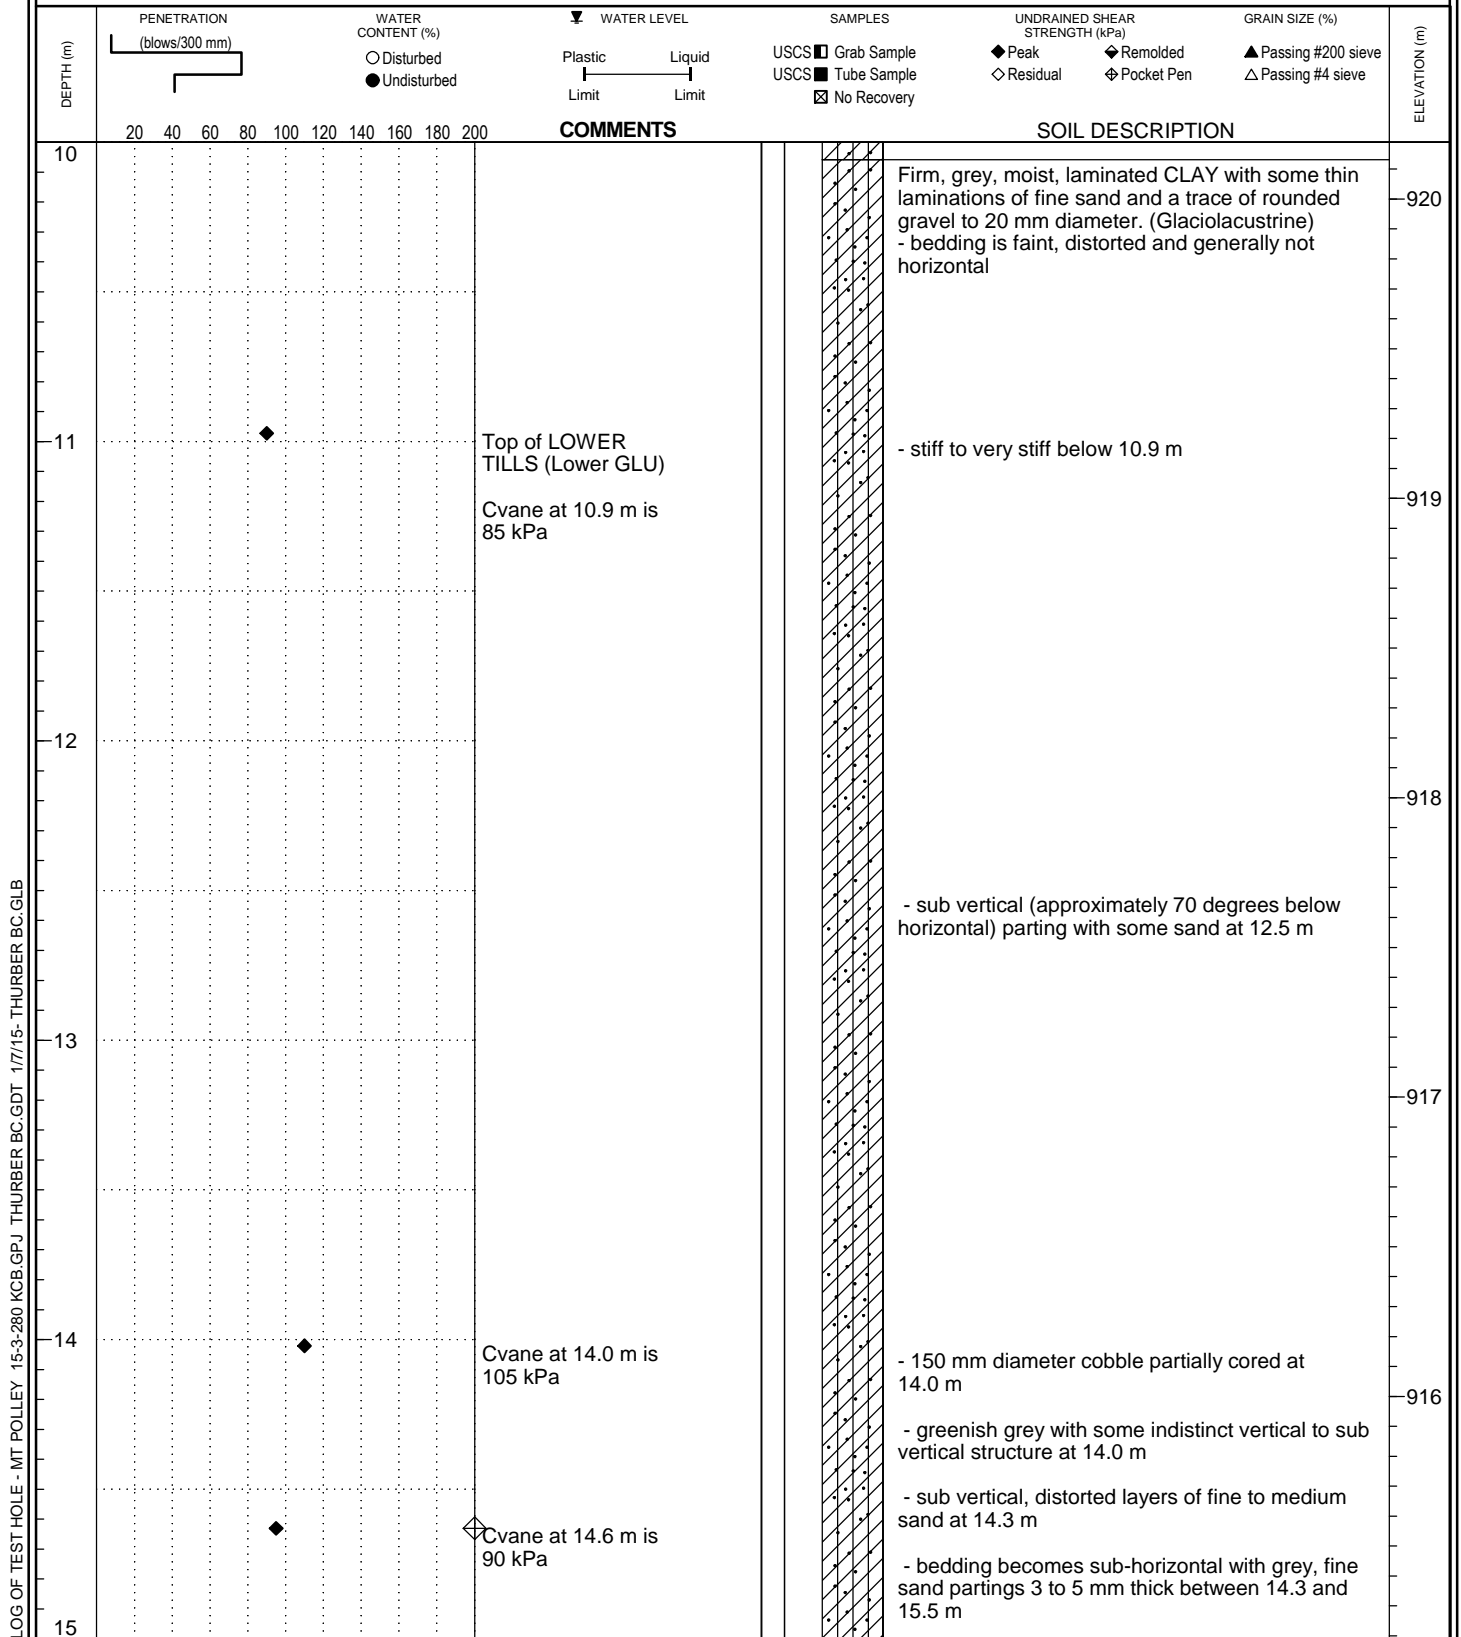 PENETRATION
(blows/300 mm)
WATER
CONTENT (%)
Disturbed
Undisturbed
WATER LEVEL
Plastic Liquid
Limit Limit
SAMPLES
USCS Grab Sample
USCS Tube Sample
No Recovery
UNDRAINED SHEAR
STRENGTH (kPa)
Peak Remolded
Residual Pocket Pen
GRAIN SIZE (%)
Passing #200 sieve
Passing #4 sieve
DEPTH (m)
ELEVATION (m)
20 40 60 80 100 120 140 160 180 200
COMMENTS
SOIL DESCRIPTION
10
Firm, grey, moist, laminated CLAY with some thin
laminations of fine sand and a trace of rounded
gravel to 20 mm diameter. (Glaciolacustrine)
- bedding is faint, distorted and generally not
horizontal
920
11
Top of LOWER
TILLS (Lower GLU)
Cvane at 10.9 m is
85 kPa
- stiff to very stiff below 10.9 m
919
12
918
- sub vertical (approximately 70 degrees below
horizontal) parting with some sand at 12.5 m
13
917
14
Cvane at 14.0 m is
105 kPa
- 150 mm diameter cobble partially cored at
14.0 m
916
- greenish grey with some indistinct vertical to sub
vertical structure at 14.0 m
- sub vertical, distorted layers of fine to medium
sand at 14.3 m
Cvane at 14.6 m is
90 kPa
- bedding becomes sub-horizontal with grey, fine
sand partings 3 to 5 mm thick between 14.3 and
15.5 m
15
LOG OF TEST HOLE - MT POLLEY 15-3-280 KCB.GPJ THURBER BC.GDT 1/7/15- THURBER BC.GLB